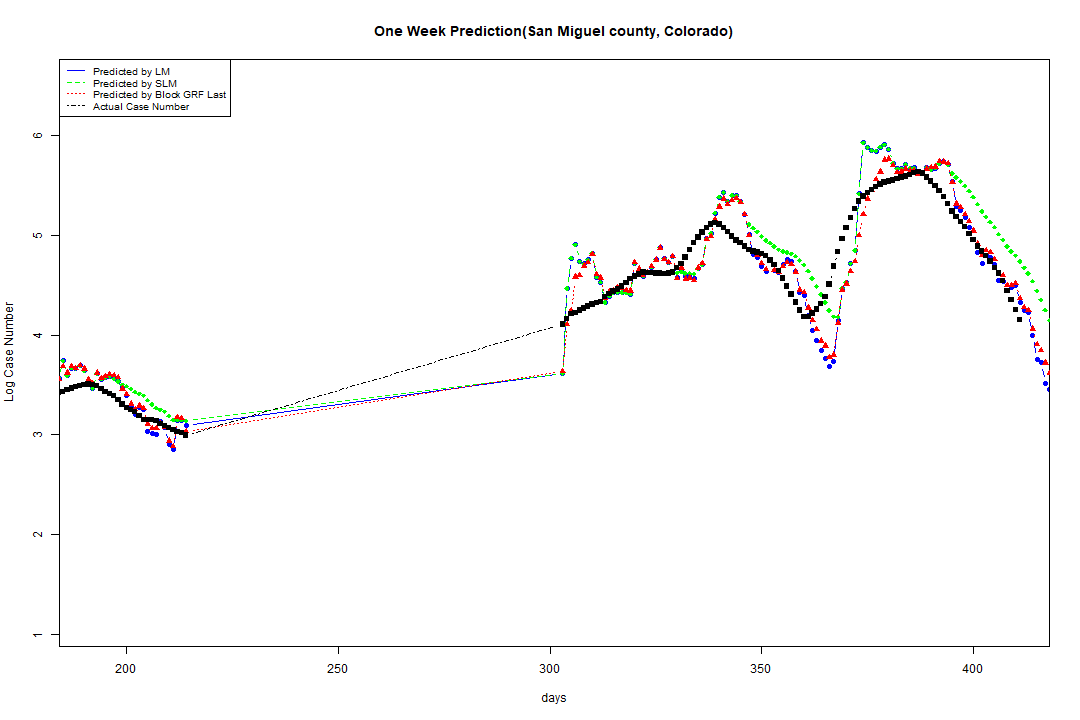 One Week Prediction(San Miguel county, Colorado)
Predicted by LM
Predicted by SLM
Predicted by Block GRF Last
Actual Case Number
6
5
4
3
2
1
Log Case Number
200 250 300 350 400
days